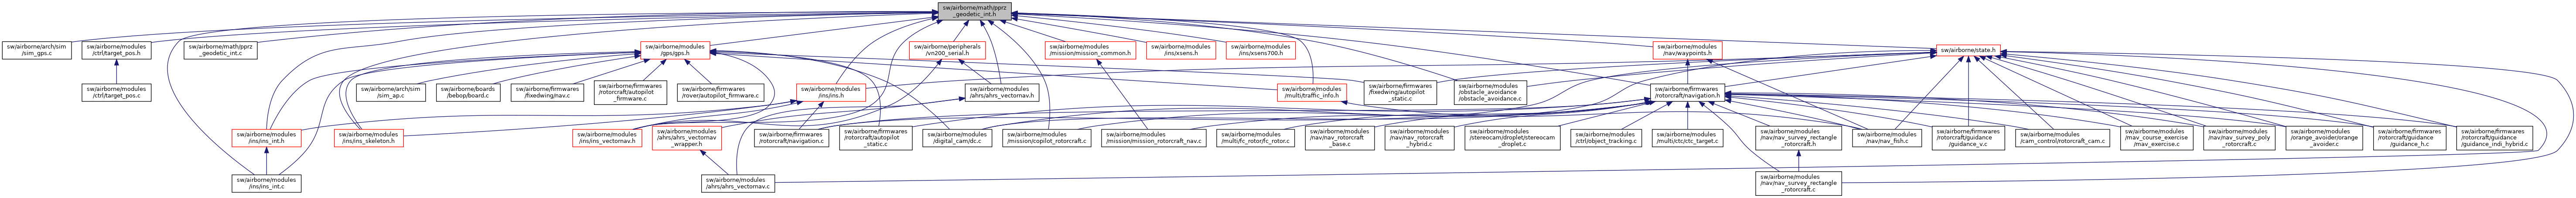 sw/airborne/math/pprz
_geodetic_int.h
sw/airborne/arch/sim
/sim_gps.c
sw/airborne/modules
/ctrl/target_pos.h
sw/airborne/math/pprz
_geodetic_int.c
sw/airborne/modules
/gps/gps.h
sw/airborne/peripherals
/vn200_serial.h
sw/airborne/modules
/mission/mission_common.h
sw/airborne/modules
/ins/xsens.h
sw/airborne/modules
/ins/xsens700.h
sw/airborne/modules
/nav/waypoints.h
sw/airborne/state.h
sw/airborne/modules
/ctrl/target_pos.c
sw/airborne/arch/sim
/sim_ap.c
sw/airborne/boards
/bebop/board.c
sw/airborne/firmwares
/fixedwing/nav.c
sw/airborne/firmwares
/rotorcraft/autopilot
_firmware.c
sw/airborne/firmwares
/rover/autopilot_firmware.c
sw/airborne/modules
/ins/ins.h
sw/airborne/modules
/ahrs/ahrs_vectornav.h
sw/airborne/modules
/multi/traffic_info.h
sw/airborne/firmwares
/fixedwing/autopilot
_static.c
sw/airborne/modules
/obstacle_avoidance
/obstacle_avoidance.c
sw/airborne/firmwares
/rotorcraft/navigation.h
sw/airborne/modules
/ins/ins_int.h
sw/airborne/modules
/ins/ins_skeleton.h
sw/airborne/modules
/ins/ins_vectornav.h
sw/airborne/modules
/ahrs/ahrs_vectornav
_wrapper.h
sw/airborne/firmwares
/rotorcraft/navigation.c
sw/airborne/firmwares
/rotorcraft/autopilot
_static.c
sw/airborne/modules
/digital_cam/dc.c
sw/airborne/modules
/mission/copilot_rotorcraft.c
sw/airborne/modules
/mission/mission_rotorcraft_nav.c
sw/airborne/modules
/multi/fc_rotor/fc_rotor.c
sw/airborne/modules
/nav/nav_rotorcraft
_base.c
sw/airborne/modules
/nav/nav_rotorcraft
_hybrid.c
sw/airborne/modules
/stereocam/droplet/stereocam
_droplet.c
sw/airborne/modules
/ctrl/object_tracking.c
sw/airborne/modules
/multi/ctc/ctc_target.c
sw/airborne/modules
/nav/nav_survey_rectangle
_rotorcraft.h
sw/airborne/modules
/nav/nav_fish.c
sw/airborne/firmwares
/rotorcraft/guidance
/guidance_v.c
sw/airborne/modules
/cam_control/rotorcraft_cam.c
sw/airborne/modules
/mav_course_exercise
/mav_exercise.c
sw/airborne/modules
/nav/nav_survey_poly
_rotorcraft.c
sw/airborne/modules
/orange_avoider/orange
_avoider.c
sw/airborne/firmwares
/rotorcraft/guidance
/guidance_h.c
sw/airborne/firmwares
/rotorcraft/guidance
/guidance_indi_hybrid.c
sw/airborne/modules
/ins/ins_int.c
sw/airborne/modules
/ahrs/ahrs_vectornav.c
sw/airborne/modules
/nav/nav_survey_rectangle
_rotorcraft.c